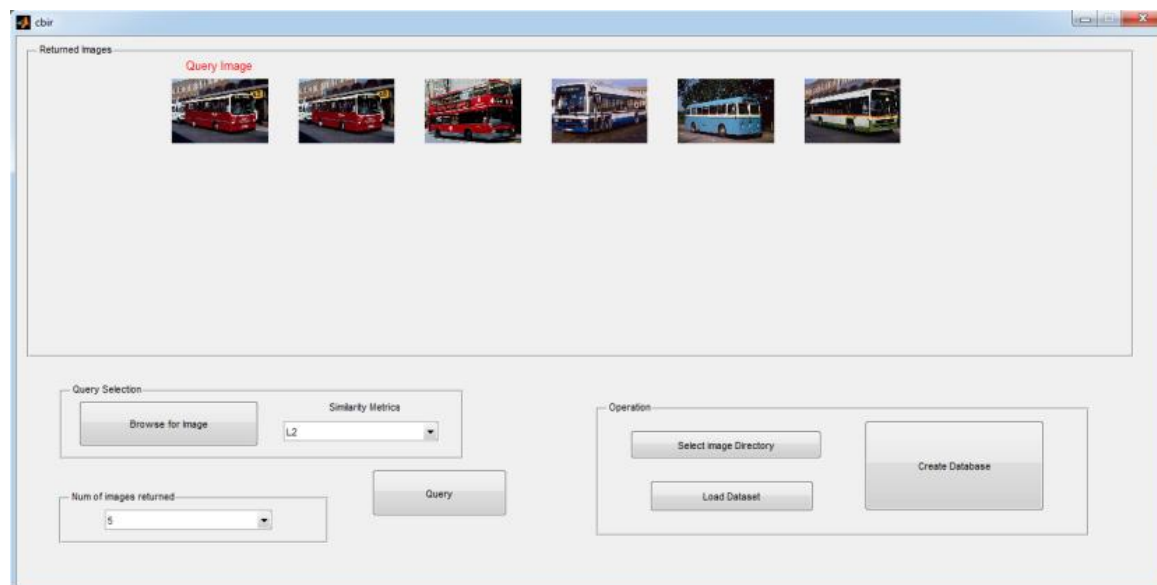 cbir
Returned Images
Query Image
Query Selection
Browse for Image
Similarity Metrics
L2
Num of images returned
5
Query
Operation
Select Image Directory
Load Dataset
Create Database